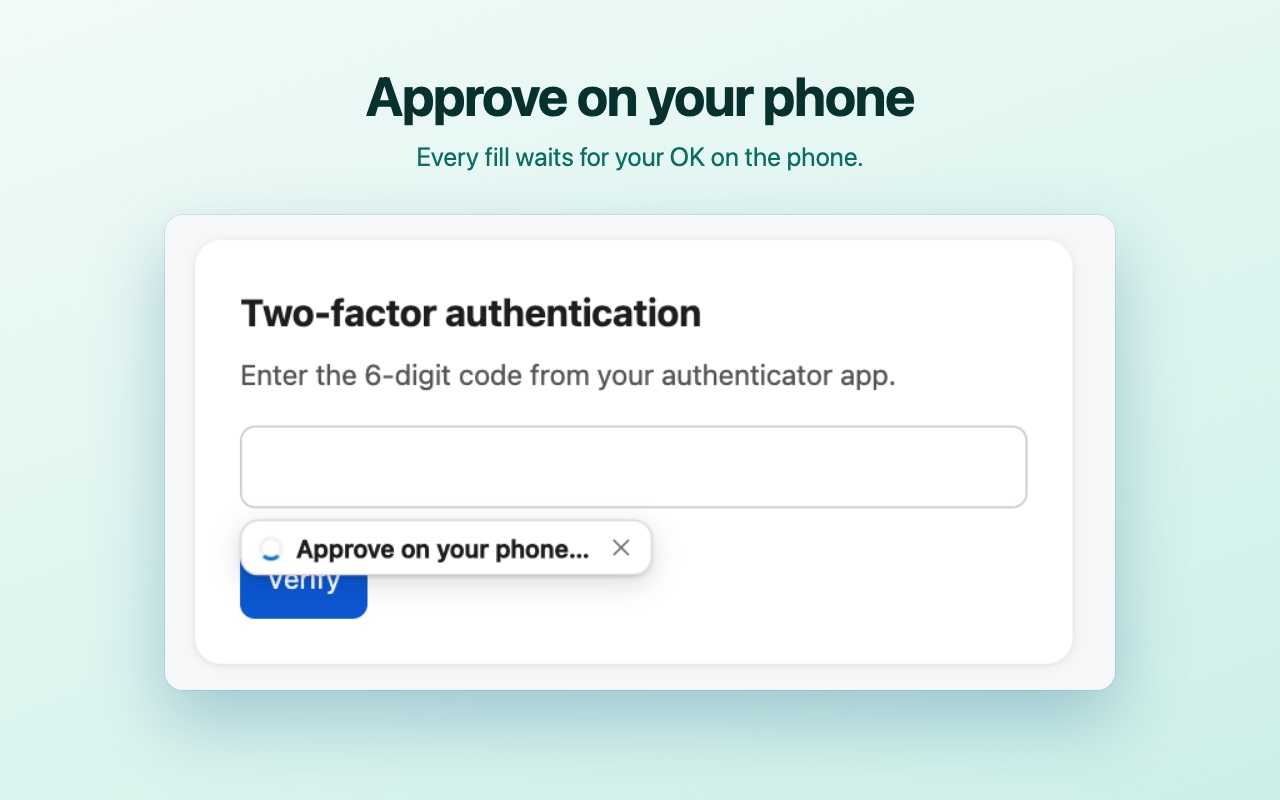 Approve on your phone
Every fill waits for your OK on the phone.
Two-factor authentication
Enter the 6-digit code from your authenticator app.
Approve on your phone...
Verify